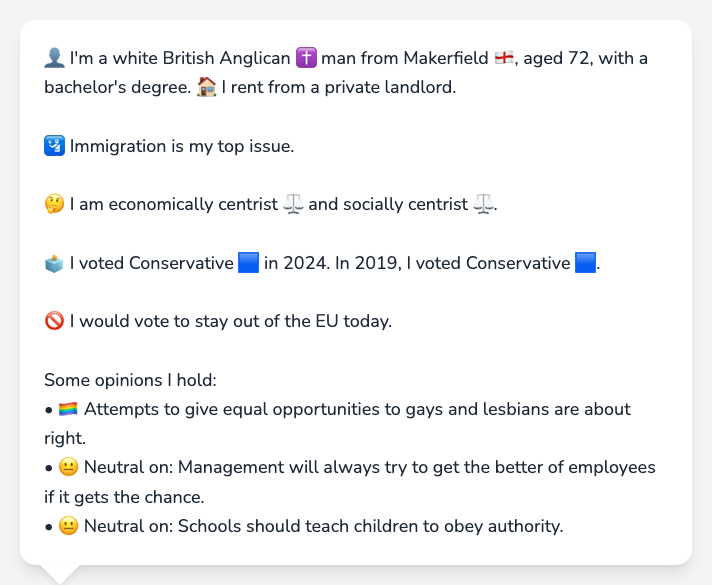 👤 I'm a white British Anglican ✝️ man from Makerfield 🏴󠁧󠁢󠁥󠁮󠁧󠁿, aged 72, with a
bachelor's degree. 🏠 I rent from a private landlord.
🛂 Immigration is my top issue.
🤔 I am economically centrist ⚖️ and socially centrist ⚖️.
🗳️ I voted Conservative 🟦 in 2024. In 2019, I voted Conservative 🟦.
🚫 I would vote to stay out of the EU today.
Some opinions I hold:
• 🏳️‍🌈 Attempts to give equal opportunities to gays and lesbians are about
right.
• 😐 Neutral on: Management will always try to get the better of employees
if it gets the chance.
• 😐 Neutral on: Schools should teach children to obey authority.